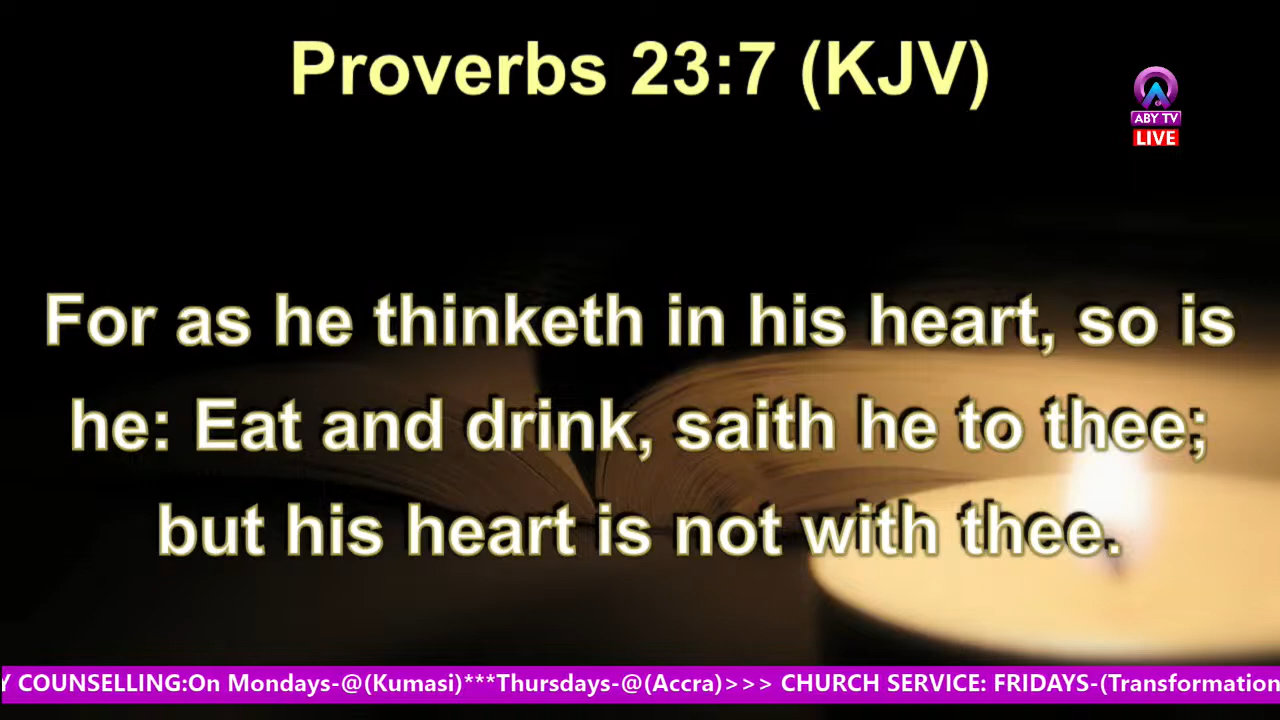 Proverbs 23:7 (KJV)
ABY TV
LIVE
For as he thinketh in his heart, so is
he: Eat and drink, saith he to thee;
but his heart is not with thee.
Y COUNSELLING:On Mondays-@(Kumasi)***Thursdays-@(Accra)>>> CHURCH SERVICE: FRIDAYS-(Transformation